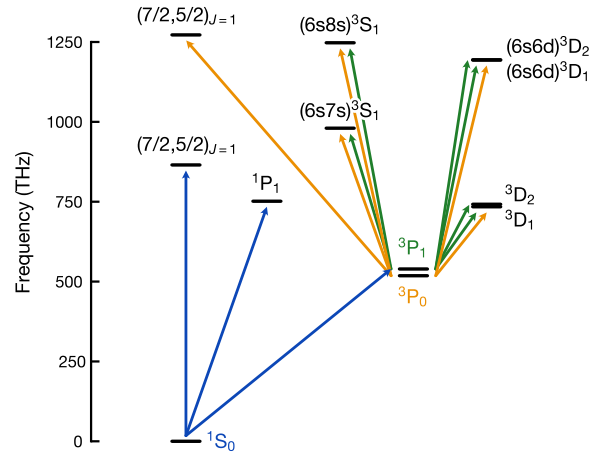 (7/2,5/2)J=1
(6s8s)³S₁
(6s6d)³D₂
(6s6d)³D₁
(6s7s)³S₁
(7/2,5/2)J=1
¹P₁
³D₂
³D₁
³P₁
³P₀
¹S₀
Frequency (THz)
1250
1000
750
500
250
0